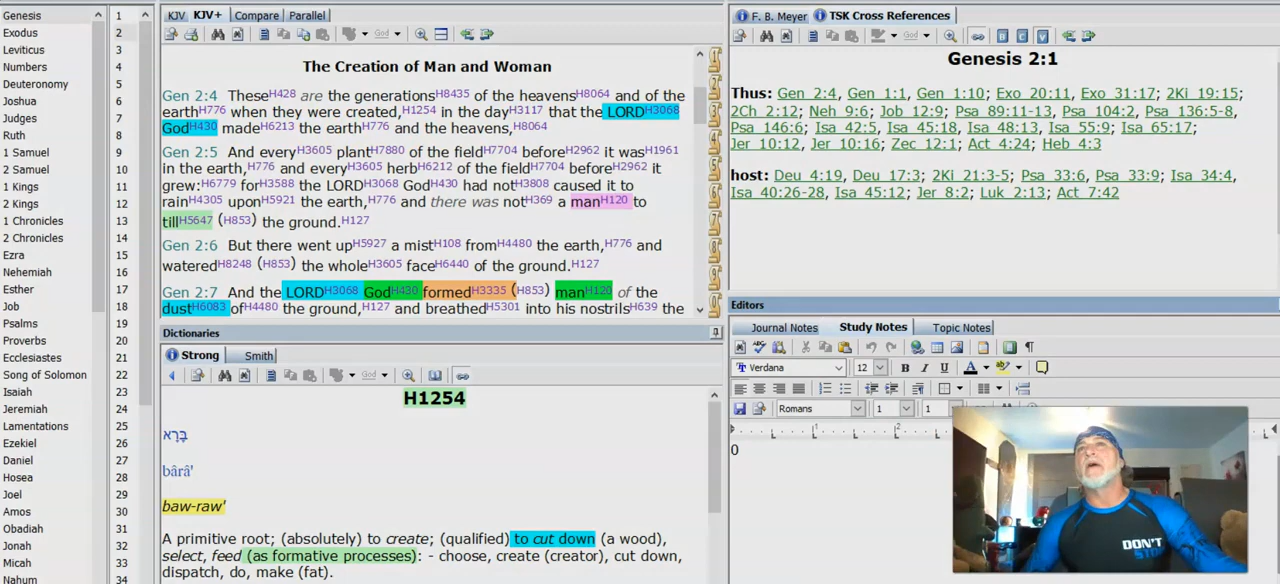 Genesis
Exodus
Leviticus
Numbers
Deuteronomy
Joshua
Judges
Ruth
1 Samuel
2 Samuel
1 Kings
2 Kings
1 Chronicles
2 Chronicles
Ezra
Nehemiah
Esther
Job
Psalms
Proverbs
Ecclesiastes
Song of Solomon
Isaiah
Jeremiah
Lamentations
Ezekiel
Daniel
Hosea
Joel
Amos
Obadiah
Jonah
Micah
Nahum
1
2
3
4
5
6
7
8
9
10
11
12
13
14
15
16
17
18
19
20
21
22
23
24
25
26
27
28
29
30
31
32
33
34
KJV KJV+ Compare Parallel
The Creation of Man and Woman
Gen 2:4 TheseH428 are the generationsH8435 of the heavensH8064 and of the
earthH776 when they were created,H1254 in the dayH3117 that the LORDH3068
GodH430 madeH6213 the earthH776 and the heavens,H8064
Gen 2:5 And everyH3605 plantH7880 of the fieldH7704 beforeH2962 it wasH1961
in the earth,H776 and everyH3605 herbH6212 of the fieldH7704 beforeH2962 it
grew:H6779 forH3588 the LORDH3068 GodH430 had notH3808 caused it to
rainH4305 uponH5921 the earth,H776 and there was notH369 a manH120 to
tillH5647 (H853) the ground.H127
Gen 2:6 But there went upH5927 a mistH108 fromH4480 the earth,H776 and
wateredH8248 (H853) the wholeH3605 faceH6440 of the ground.H127
Gen 2:7 And the LORDH3068 GodH430 formedH3335 (H853) manH120 of the
dustH6083 ofH4480 the ground,H127 and breathedH5301 into his nostrilsH639 the
Dictionaries
Strong Smith
H1254
בָּרָא
bârâ'
baw-raw'
A primitive root; (absolutely) to create; (qualified) to cut down (a wood),
select, feed (as formative processes): - choose, create (creator), cut down,
dispatch, do, make (fat).
F. B. Meyer TSK Cross References
Genesis 2:1
Thus: Gen 2:4, Gen 1:1, Gen 1:10; Exo 20:11, Exo 31:17; 2Ki 19:15;
2Ch 2:12; Neh 9:6; Job 12:9; Psa 89:11-13, Psa 104:2, Psa 136:5-8,
Psa 146:6; Isa 42:5, Isa 45:18, Isa 48:13, Isa 55:9, Isa 65:17;
Jer 10:12, Jer 10:16; Zec 12:1; Act 4:24; Heb 4:3
host: Deu 4:19, Deu 17:3; 2Ki 21:3-5; Psa 33:6, Psa 33:9; Isa 34:4,
Isa 40:26-28, Isa 45:12; Jer 8:2; Luk 2:13; Act 7:42
Editors
Journal Notes Study Notes Topic Notes
Verdana 12 B I U A
Romans 1 1
1 2
0
DON'T